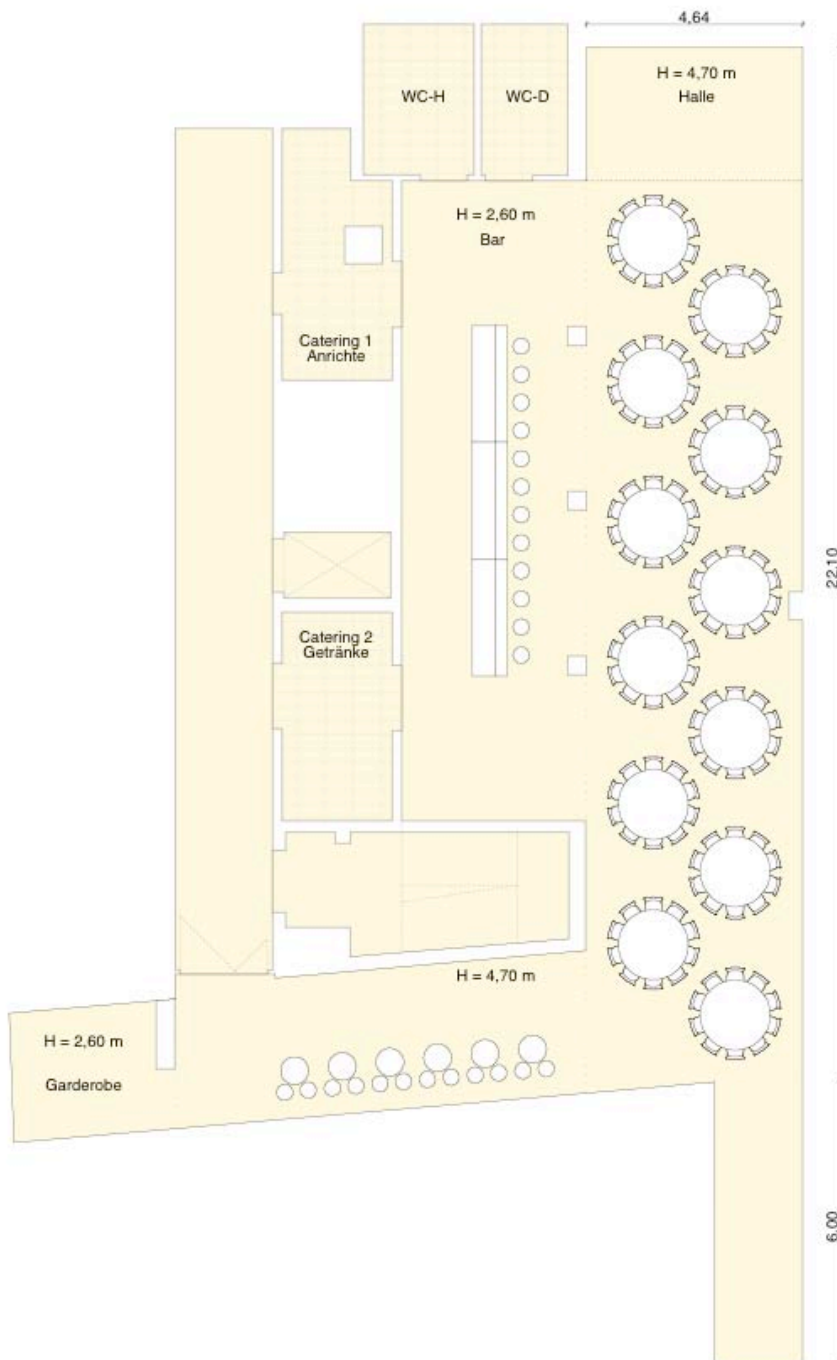 4,64
H = 4,70 m
Halle
WC-H
WC-D
H = 2,60 m
Bar
Catering 1
Anrichte
22,10
Catering 2
Getränke
H = 4,70 m
H = 2,60 m
Garderobe
6,00